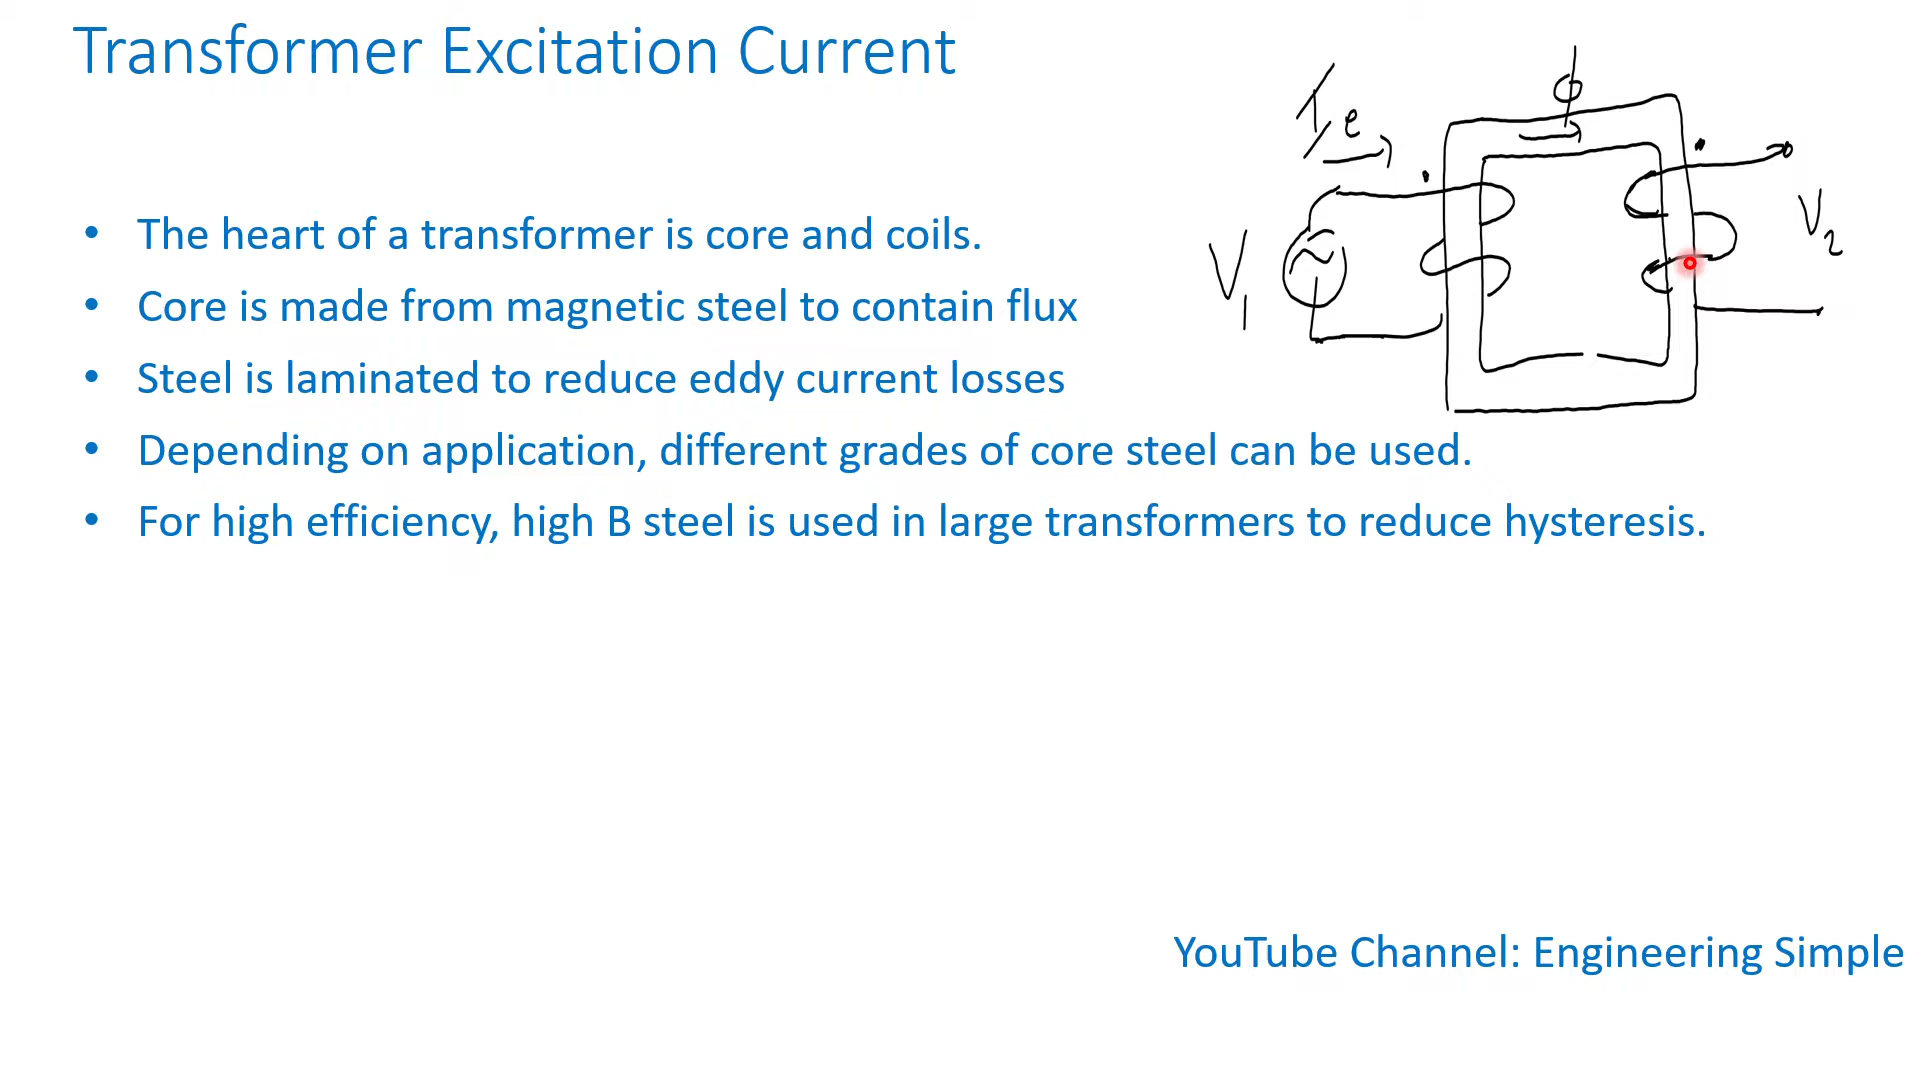 Transformer Excitation Current
• The heart of a transformer is core and coils.
• Core is made from magnetic steel to contain flux
• Steel is laminated to reduce eddy current losses
• Depending on application, different grades of core steel can be used.
• For high efficiency, high B steel is used in large transformers to reduce hysteresis.
Φ
Ie
V1
V2
YouTube Channel: Engineering Simple